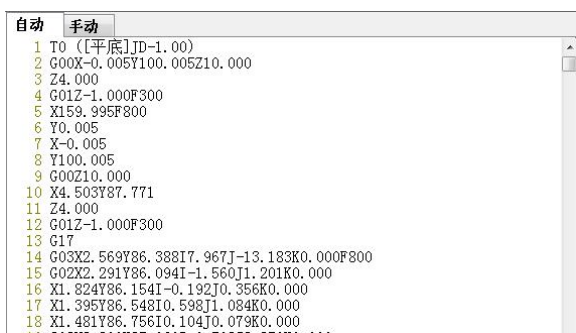 自动 手动
1 T0 ([平底]JD-1.00)
2 G00X-0.005Y100.005Z10.000
3 Z4.000
4 G01Z-1.000F300
5 X159.995F800
6 Y0.005
7 X-0.005
8 Y100.005
9 G00Z10.000
10 X4.503Y87.771
11 Z4.000
12 G01Z-1.000F300
13 G17
14 G03X2.569Y86.388I7.967J-13.183K0.000F800
15 G02X2.291Y86.094I-1.560J1.201K0.000
16 X1.824Y86.154I-0.192J0.356K0.000
17 X1.395Y86.548I0.598J1.084K0.000
18 X1.481Y86.756I0.104J0.079K0.000